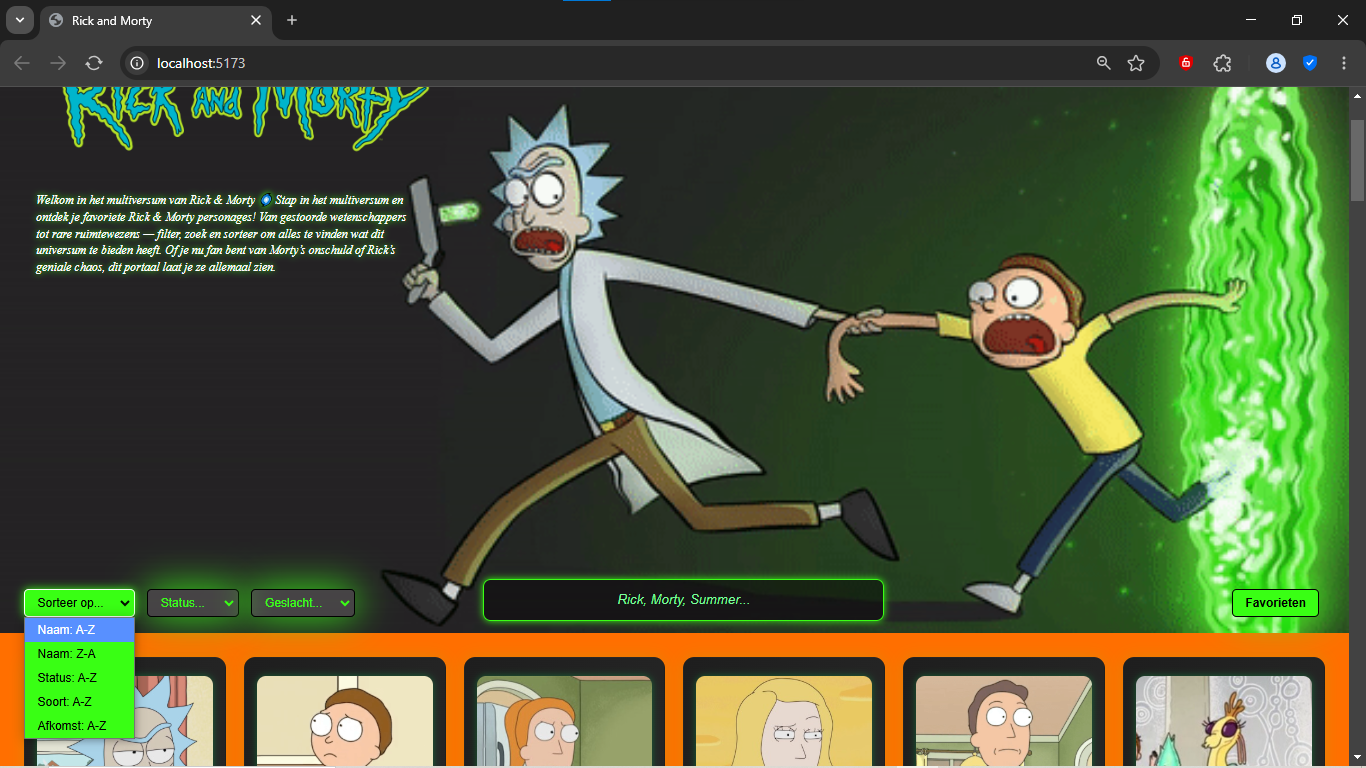 Rick and Morty
localhost:5173
RICK AND MORTY
Welkom in het multiversum van Rick & Morty Stap in het multiversum en
ontdek je favoriete Rick & Morty personages! Van gestoorde wetenschappers
tot rare ruimtewezens — filter, zoek en sorteer om alles te vinden wat dit
universum te bieden heeft. Of je nu fan bent van Morty's onschuld of Rick's
geniale chaos, dit portaal laat je ze allemaal zien.
Sorteer op... Status... Geslacht... Rick, Morty, Summer... Favorieten
Naam: A-Z
Naam: Z-A
Status: A-Z
Soort: A-Z
Afkomst: A-Z